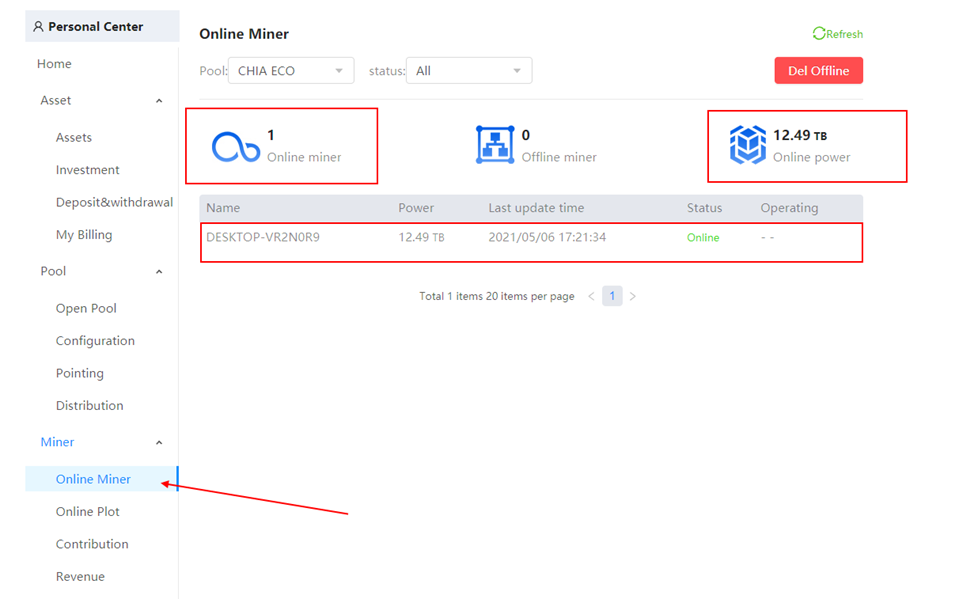 Personal Center
Home
Asset
Assets
Investment
Deposit&withdrawal
My Billing
Pool
Open Pool
Configuration
Pointing
Distribution
Miner
Online Miner
Online Plot
Contribution
Revenue
Online Miner
Refresh
Pool: CHIA ECO status: All
Del Offline
1
Online miner
0
Offline miner
12.49 TB
Online power
Name Power Last update time Status Operating
DESKTOP-VR2N0R9 12.49 TB 2021/05/06 17:21:34 Online - -
Total 1 items 20 items per page < 1 >